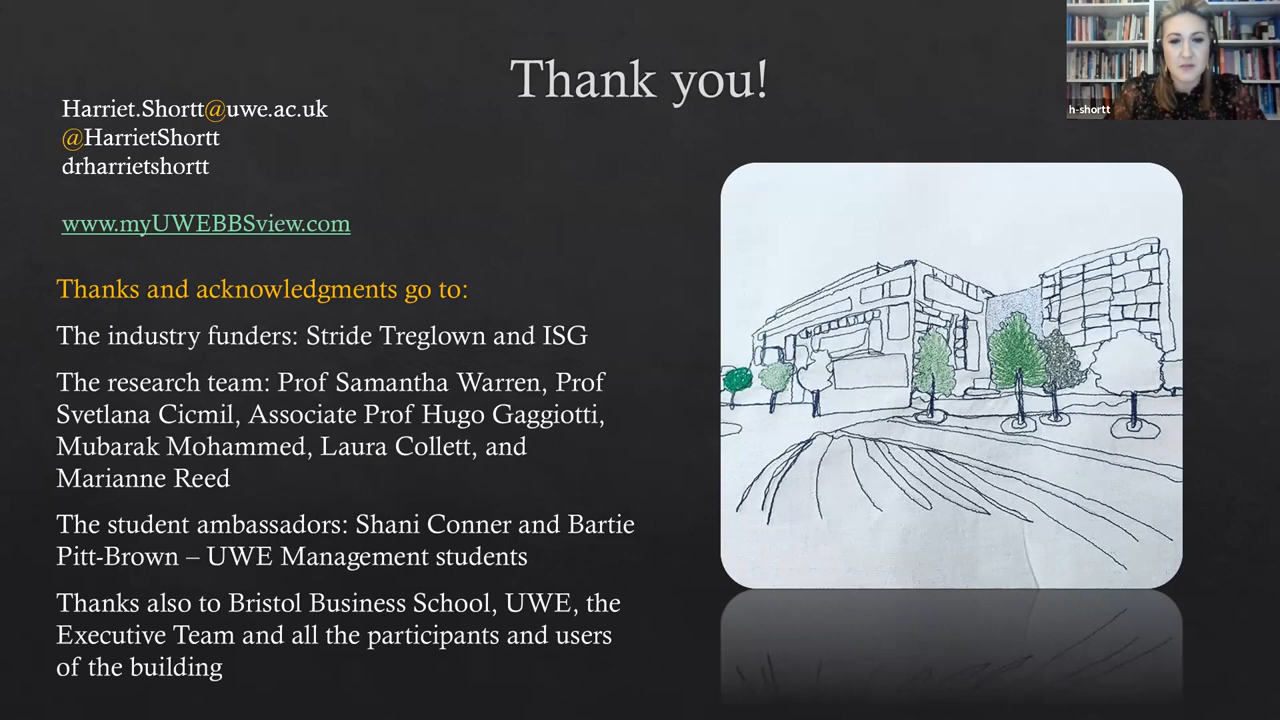 Thank you!
h-shortt
Harriet.Shortt@uwe.ac.uk
@HarrietShortt
drharrietshortt
www.myUWEBBSview.com
Thanks and acknowledgments go to:
The industry funders: Stride Treglown and ISG
The research team: Prof Samantha Warren, Prof
Svetlana Cicmil, Associate Prof Hugo Gaggiotti,
Mubarak Mohammed, Laura Collett, and
Marianne Reed
The student ambassadors: Shani Conner and Bartie
Pitt-Brown – UWE Management students
Thanks also to Bristol Business School, UWE, the
Executive Team and all the participants and users
of the building